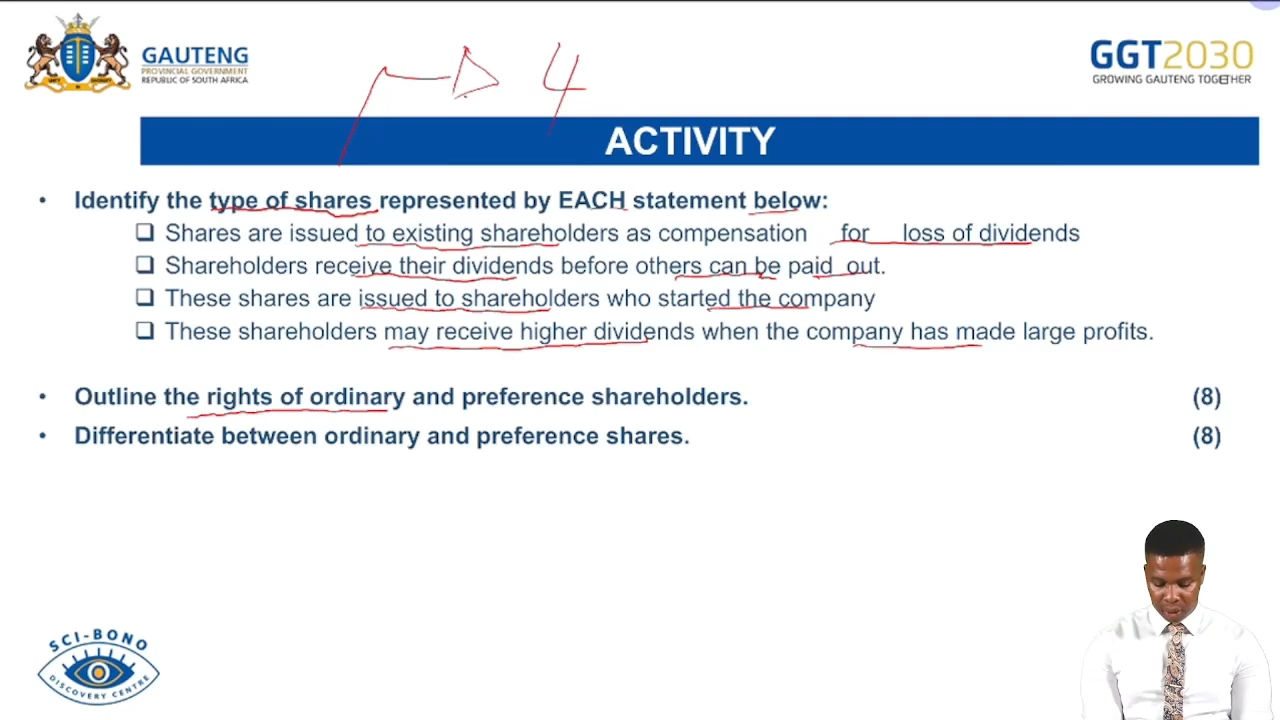 GAUTENG
PROVINCIAL GOVERNMENT
REPUBLIC OF SOUTH AFRICA
GGT2030
GROWING GAUTENG TOGETHER
4
ACTIVITY
• Identify the type of shares represented by EACH statement below:
❑ Shares are issued to existing shareholders as compensation for loss of dividends
❑ Shareholders receive their dividends before others can be paid out.
❑ These shares are issued to shareholders who started the company
❑ These shareholders may receive higher dividends when the company has made large profits.
• Outline the rights of ordinary and preference shareholders. (8)
• Differentiate between ordinary and preference shares. (8)
SCI-BONO
DISCOVERY CENTRE